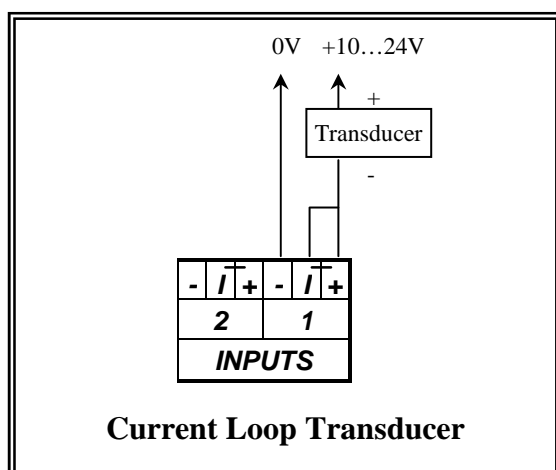 0V +10…24V
+
Transducer
-
- I + - I +
2 1
INPUTS
Current Loop Transducer